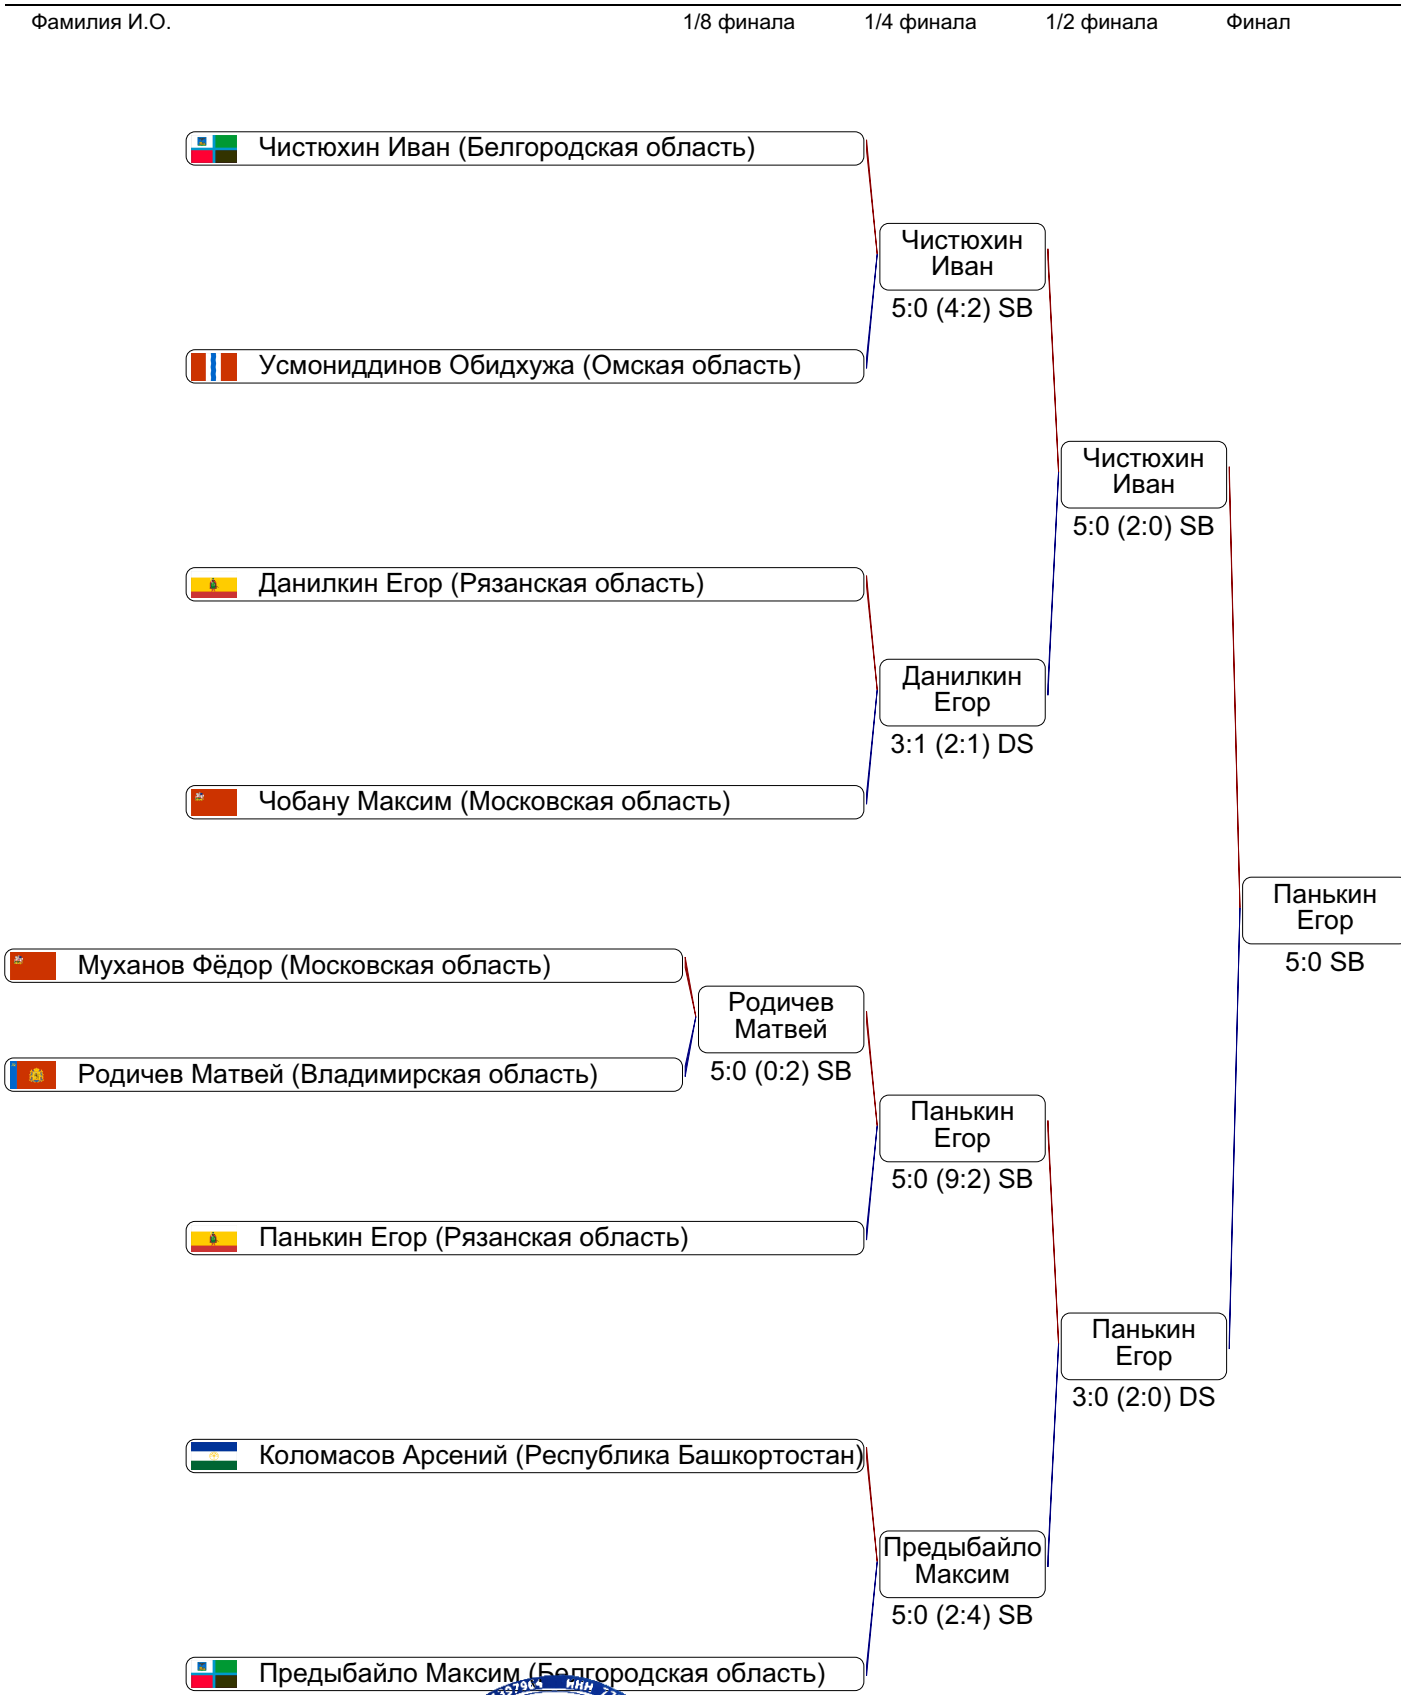 Фамилия И.О. 1/8 финала 1/4 финала 1/2 финала Финал
Чистюхин Иван (Белгородская область)
Чистюхин
Иван
5:0 (4:2) SB
Усмониддинов Обидхужа (Омская область)
Чистюхин
Иван
5:0 (2:0) SB
Данилкин Егор (Рязанская область)
Данилкин
Егор
3:1 (2:1) DS
Чобану Максим (Московская область)
Панькин
Егор
5:0 SB
Муханов Фёдор (Московская область)
Родичев
Матвей
5:0 (0:2) SB
Родичев Матвей (Владимирская область)
Панькин
Егор
5:0 (9:2) SB
Панькин Егор (Рязанская область)
Панькин
Егор
3:0 (2:0) DS
Коломасов Арсений (Республика Башкортостан)
Предыбайло
Максим
5:0 (2:4) SB
Предыбайло Максим (Белгородская область)